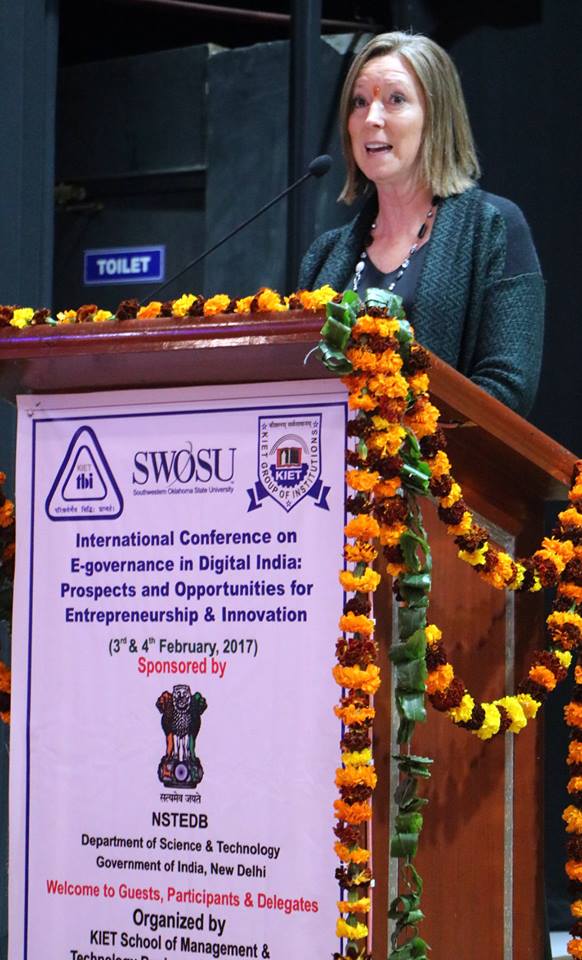 TOILET
KIET
tbi
SWOSU
Southwestern Oklahoma State University
KIET GROUP OF INSTITUTIONS
KIET
International Conference on
E-governance in Digital India:
Prospects and Opportunities for
Entrepreneurship & Innovation
(3rd & 4th February, 2017)
Sponsored by
सत्यमेव जयते
NSTEDB
Department of Science & Technology
Government of India, New Delhi
Welcome to Guests, Participants & Delegates
Organized by
KIET School of Management &
Technology